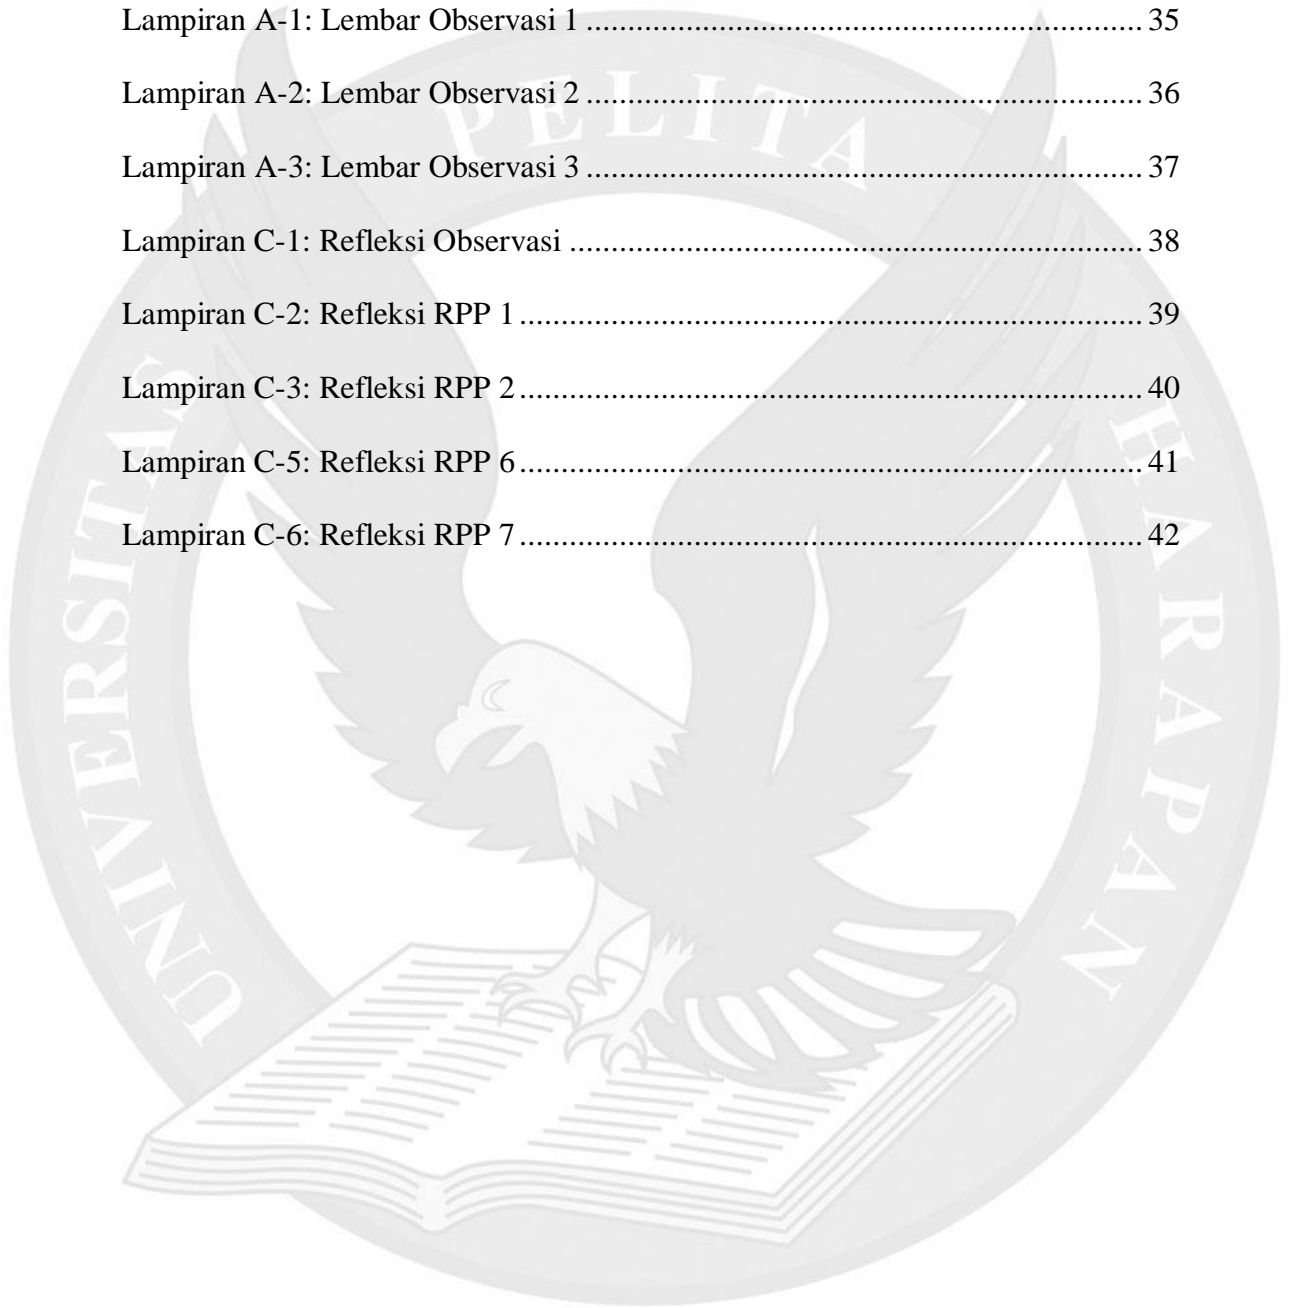 Lampiran A-1: Lembar Observasi 1 ..................................................................... 35
Lampiran A-2: Lembar Observasi 2 ..................................................................... 36
Lampiran A-3: Lembar Observasi 3 ..................................................................... 37
Lampiran C-1: Refleksi Observasi ....................................................................... 38
Lampiran C-2: Refleksi RPP 1 ............................................................................. 39
Lampiran C-3: Refleksi RPP 2 ............................................................................. 40
Lampiran C-5: Refleksi RPP 6 ............................................................................. 41
Lampiran C-6: Refleksi RPP 7 ............................................................................. 42
UNIVERSITAS PELITA HARAPAN